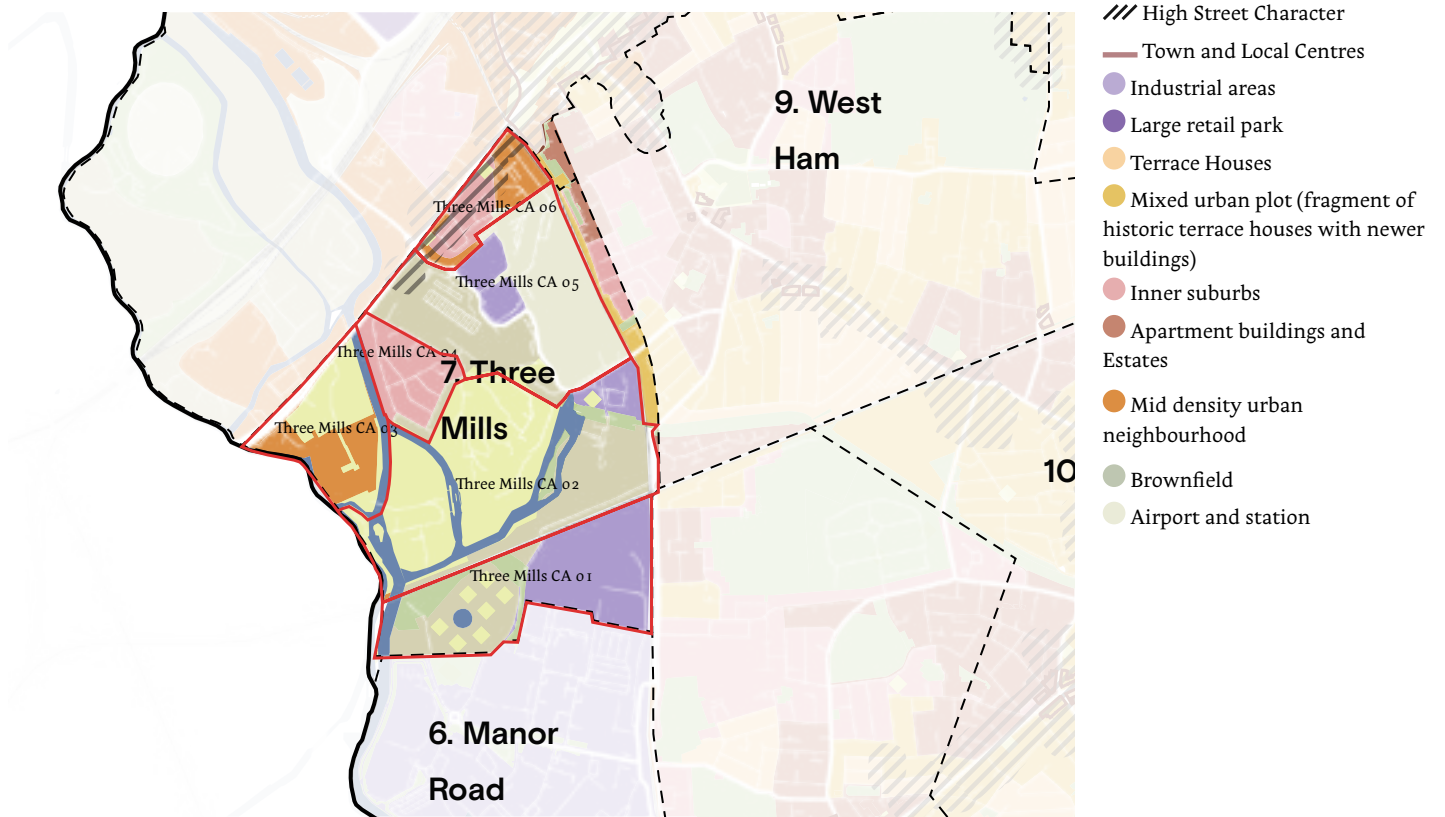 High Street Character
Town and Local Centres
Industrial areas
Large retail park
Terrace Houses
Mixed urban plot (fragment of
historic terrace houses with newer
buildings)
Inner suburbs
Apartment buildings and
Estates
Mid density urban
neighbourhood
Brownfield
Airport and station
9. West
Ham
Three Mills CA 06
Three Mills CA 05
Three Mills CA 04
7. Three
Mills
Three Mills CA 03
Three Mills CA 02
10
Three Mills CA 01
6. Manor
Road